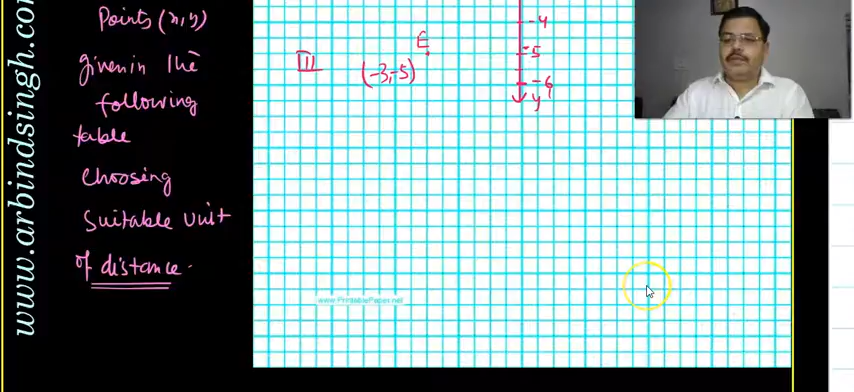 www.arbindsingh.com
Points (x,y)
given in the
following
table
Choosing
Suitable unit
of distance.
III
(-3,-5)
E
-4
-5
-6
y'
www.PrintablePaper.net